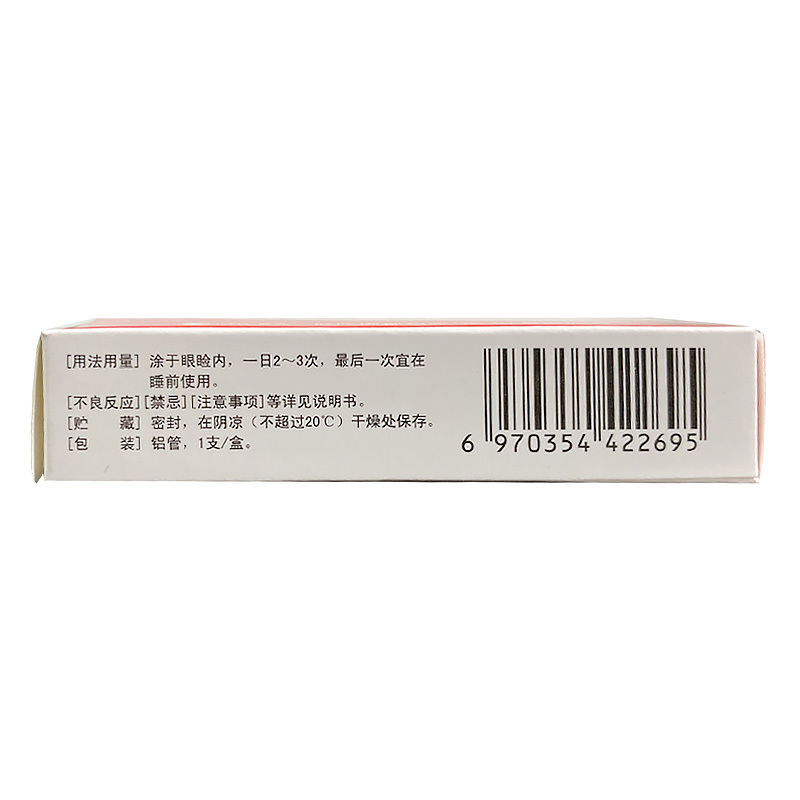 [用法用量] 涂于眼睑内，一日2～3次，最后一次宜在
睡前使用。
[不良反应][禁忌][注意事项]等详见说明书。
[贮　　藏] 密封，在阴凉（不超过20℃）干燥处保存。
[包　　装] 铝管，1支/盒。
6 970354 422695